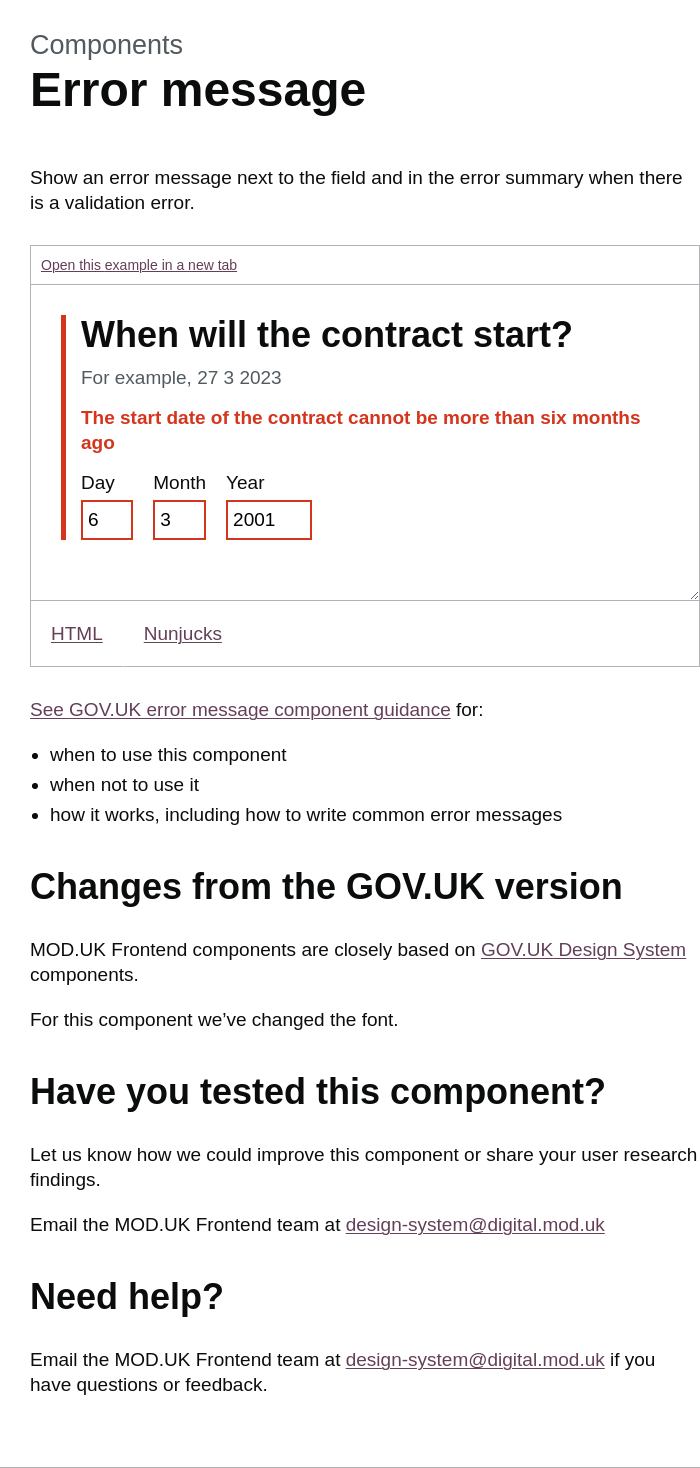 Components
Error message
Show an error message next to the field and in the error summary when there
is a validation error.
Open this example in a new tab
When will the contract start?
For example, 27 3 2023
The start date of the contract cannot be more than six months
ago
Day Month Year
6 3 2001
HTML Nunjucks
See GOV.UK error message component guidance for:
• when to use this component
• when not to use it
• how it works, including how to write common error messages
Changes from the GOV.UK version
MOD.UK Frontend components are closely based on GOV.UK Design System
components.
For this component we’ve changed the font.
Have you tested this component?
Let us know how we could improve this component or share your user research
findings.
Email the MOD.UK Frontend team at design-system@digital.mod.uk
Need help?
Email the MOD.UK Frontend team at design-system@digital.mod.uk if you
have questions or feedback.